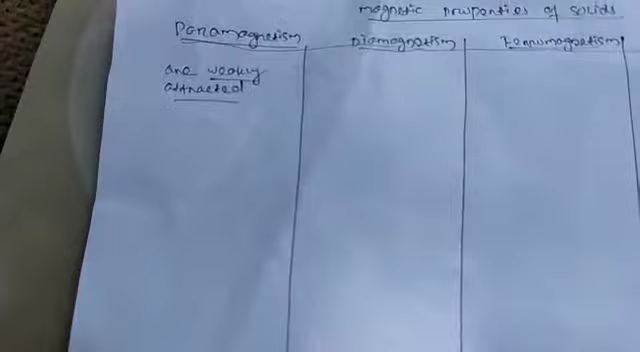 magnetic properties of solids
Paramagnetism
Diamagnetism
Ferromagnetism
are weakly
attracted